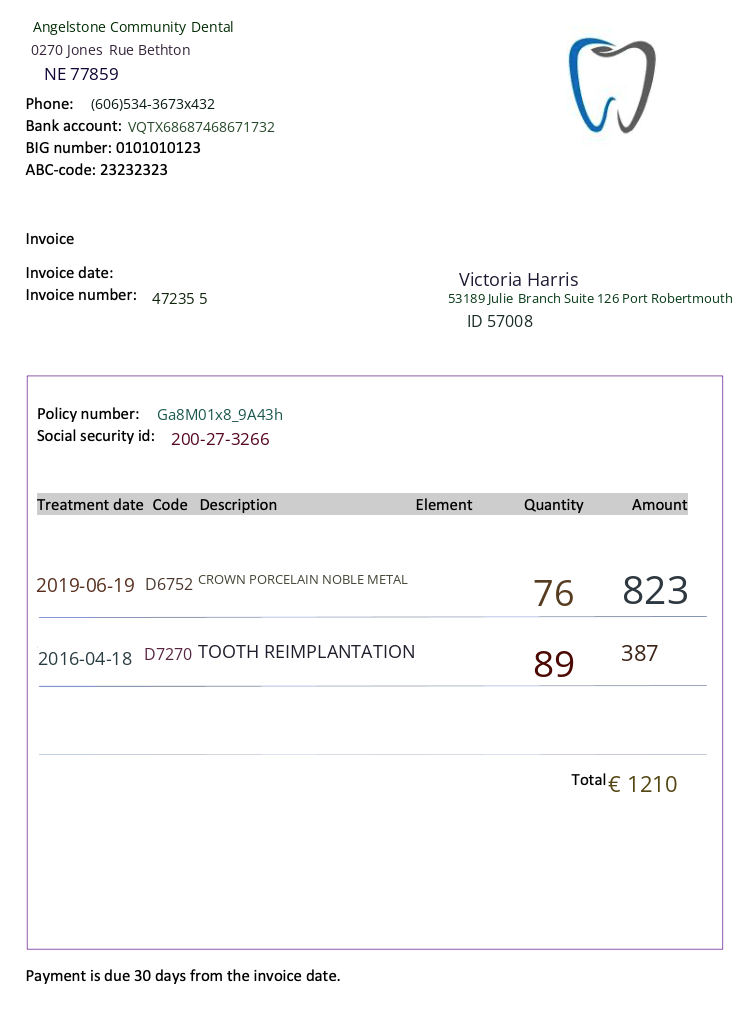 Angelstone Community Dental
0270 Jones Rue Bethton
NE 77859
Phone: (606)534-3673x432
Bank account: VQTX68687468671732
BIG number: 0101010123
ABC-code: 23232323
Invoice
Invoice date:
Invoice number: 47235 5
Victoria Harris
53189 Julie Branch Suite 126 Port Robertmouth
ID 57008
Policy number: Ga8M01x8_9A43h
Social security id: 200-27-3266
Treatment date Code Description Element Quantity Amount
2019-06-19 D6752 CROWN PORCELAIN NOBLE METAL 76 823
2016-04-18 D7270 TOOTH REIMPLANTATION 89 387
Total € 1210
Payment is due 30 days from the invoice date.